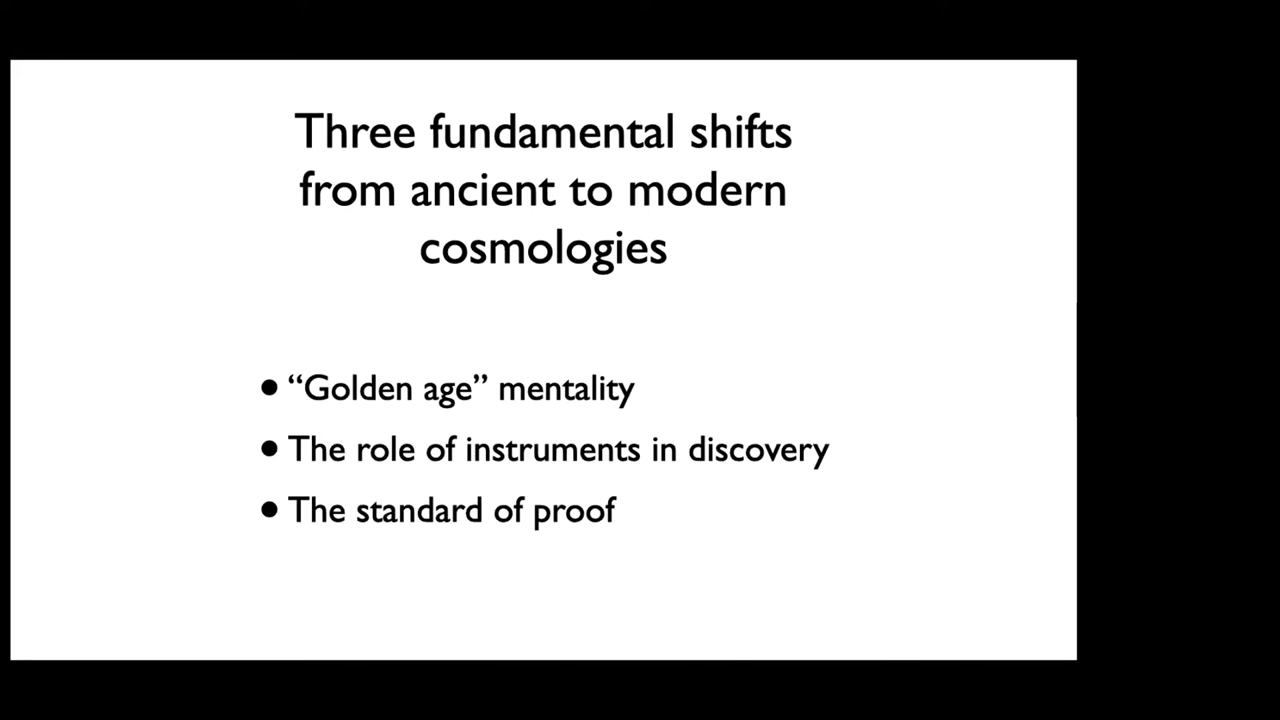 Three fundamental shifts
from ancient to modern
cosmologies
• “Golden age” mentality
• The role of instruments in discovery
• The standard of proof